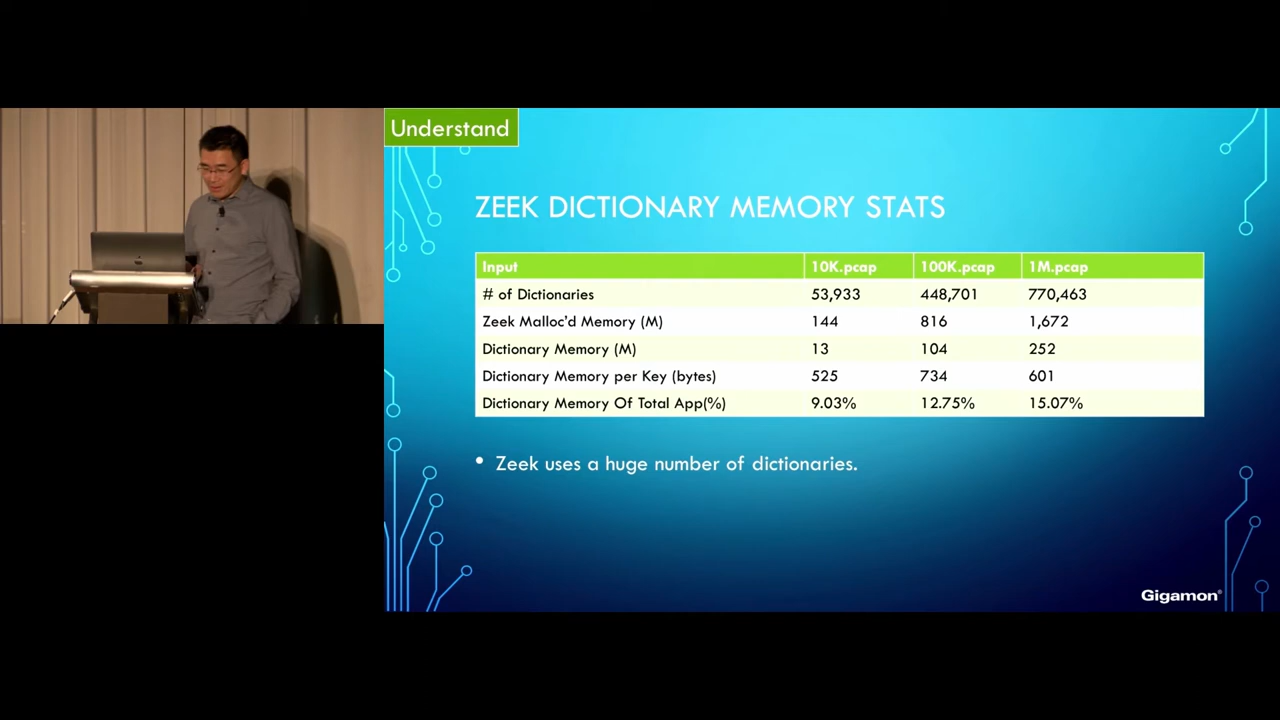 Understand
ZEEK DICTIONARY MEMORY STATS
Input 10K.pcap 100K.pcap 1M.pcap
# of Dictionaries 53,933 448,701 770,463
Zeek Malloc'd Memory (M) 144 816 1,672
Dictionary Memory (M) 13 104 252
Dictionary Memory per Key (bytes) 525 734 601
Dictionary Memory Of Total App(%) 9.03% 12.75% 15.07%
• Zeek uses a huge number of dictionaries.
Gigamon®